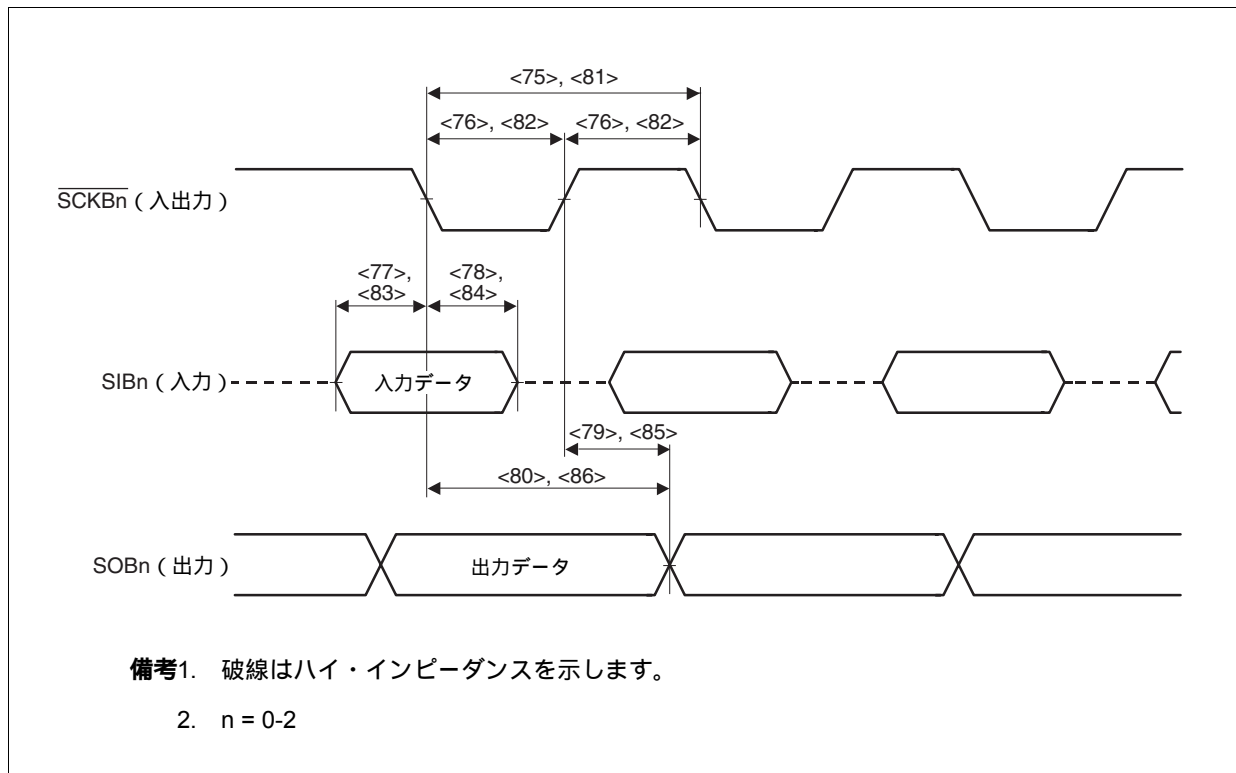 <75>, <81>
<76>, <82> <76>, <82>
SCKBn（入出力）
<77>, <78>,
<83> <84>
SIBn（入力） 入力データ
<79>, <85>
<80>, <86>
SOBn（出力） 出力データ
備考1. 破線はハイ・インピーダンスを示します。
2. n = 0-2